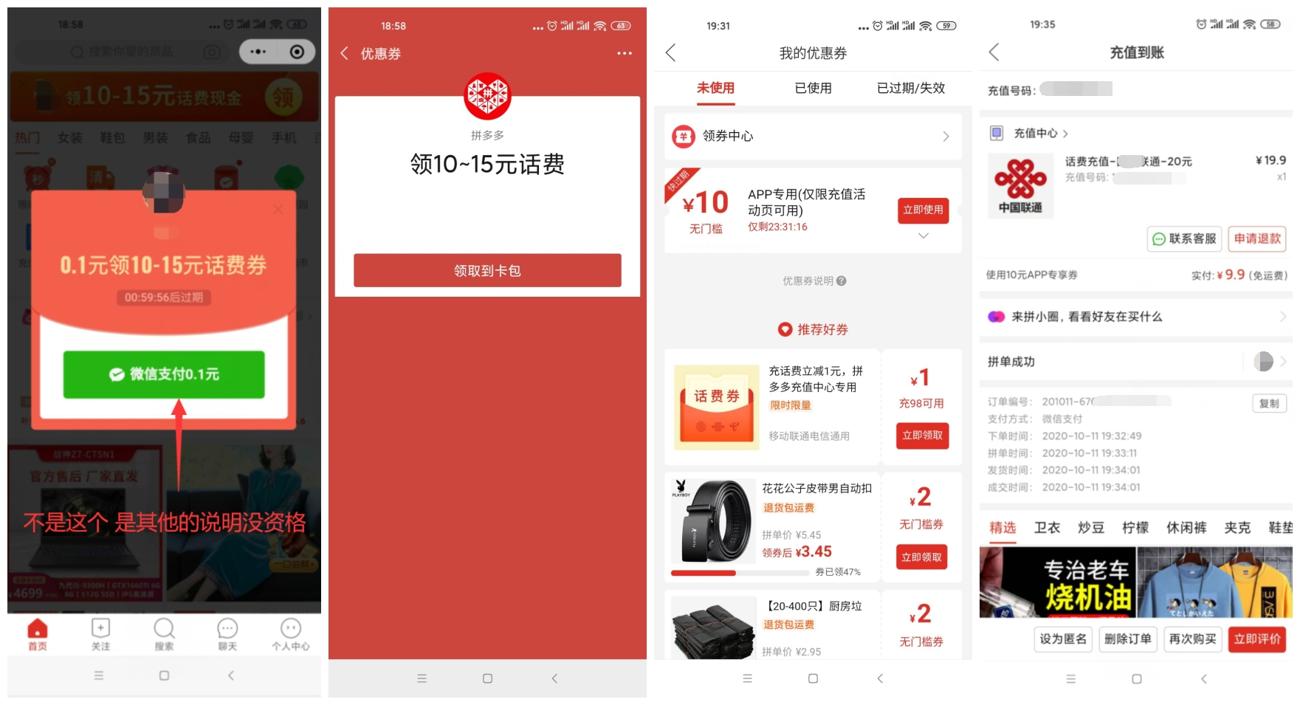 18:58
63
搜索你想的商品
领10-15元话费现金
领
热门 女装 鞋包 男装 食品 母婴 手机
0.1元领10-15元话费券
00:59:56后过期
微信支付0.1元
不是这个 是其他的说明没资格
战神Z7-CT5N1
官方售后 厂家直发
4699
一口尝鲜
首页
关注
搜索
聊天
个人中心
18:58
63
优惠券
拼多多
领10~15元话费
领取到卡包
19:31
59
我的优惠券
未使用
已使用
已过期/失效
领券中心
快过期
¥10
无门槛
APP专用(仅限充值活
动页可用)
仅剩23:31:16
立即使用
优惠券说明
推荐好券
话费券
充话费立减1元，拼
多多充值中心专用
限时限量
移动联通电信通用
¥1
充98可用
立即领取
PLAYBOY
花花公子皮带男自动扣
退货包运费
拼单价 ¥5.45
领券后 ¥3.45
券已领47%
¥2
无门槛券
立即领取
【20-400只】厨房垃
退货包运费
拼单价 ¥2.95
¥2
无门槛券
19:35
58
充值到账
充值号码:
充值中心
中国联通
话费充值-
联通-20元
¥19.9
充值号码:
x1
联系客服
申请退款
使用10元APP专享券
实付: ¥9.9 (免运费)
来拼小圈，看看好友在买什么
拼单成功
订单编号: 201011-67
复制
支付方式: 微信支付
下单时间: 2020-10-11 19:32:49
拼单时间: 2020-10-11 19:33:11
发货时间: 2020-10-11 19:34:01
成交时间: 2020-10-11 19:34:01
精选 卫衣 炒豆 柠檬 休闲裤 夹克 鞋垫
专治老车
烧机油
设为匿名
删除订单
再次购买
立即评价